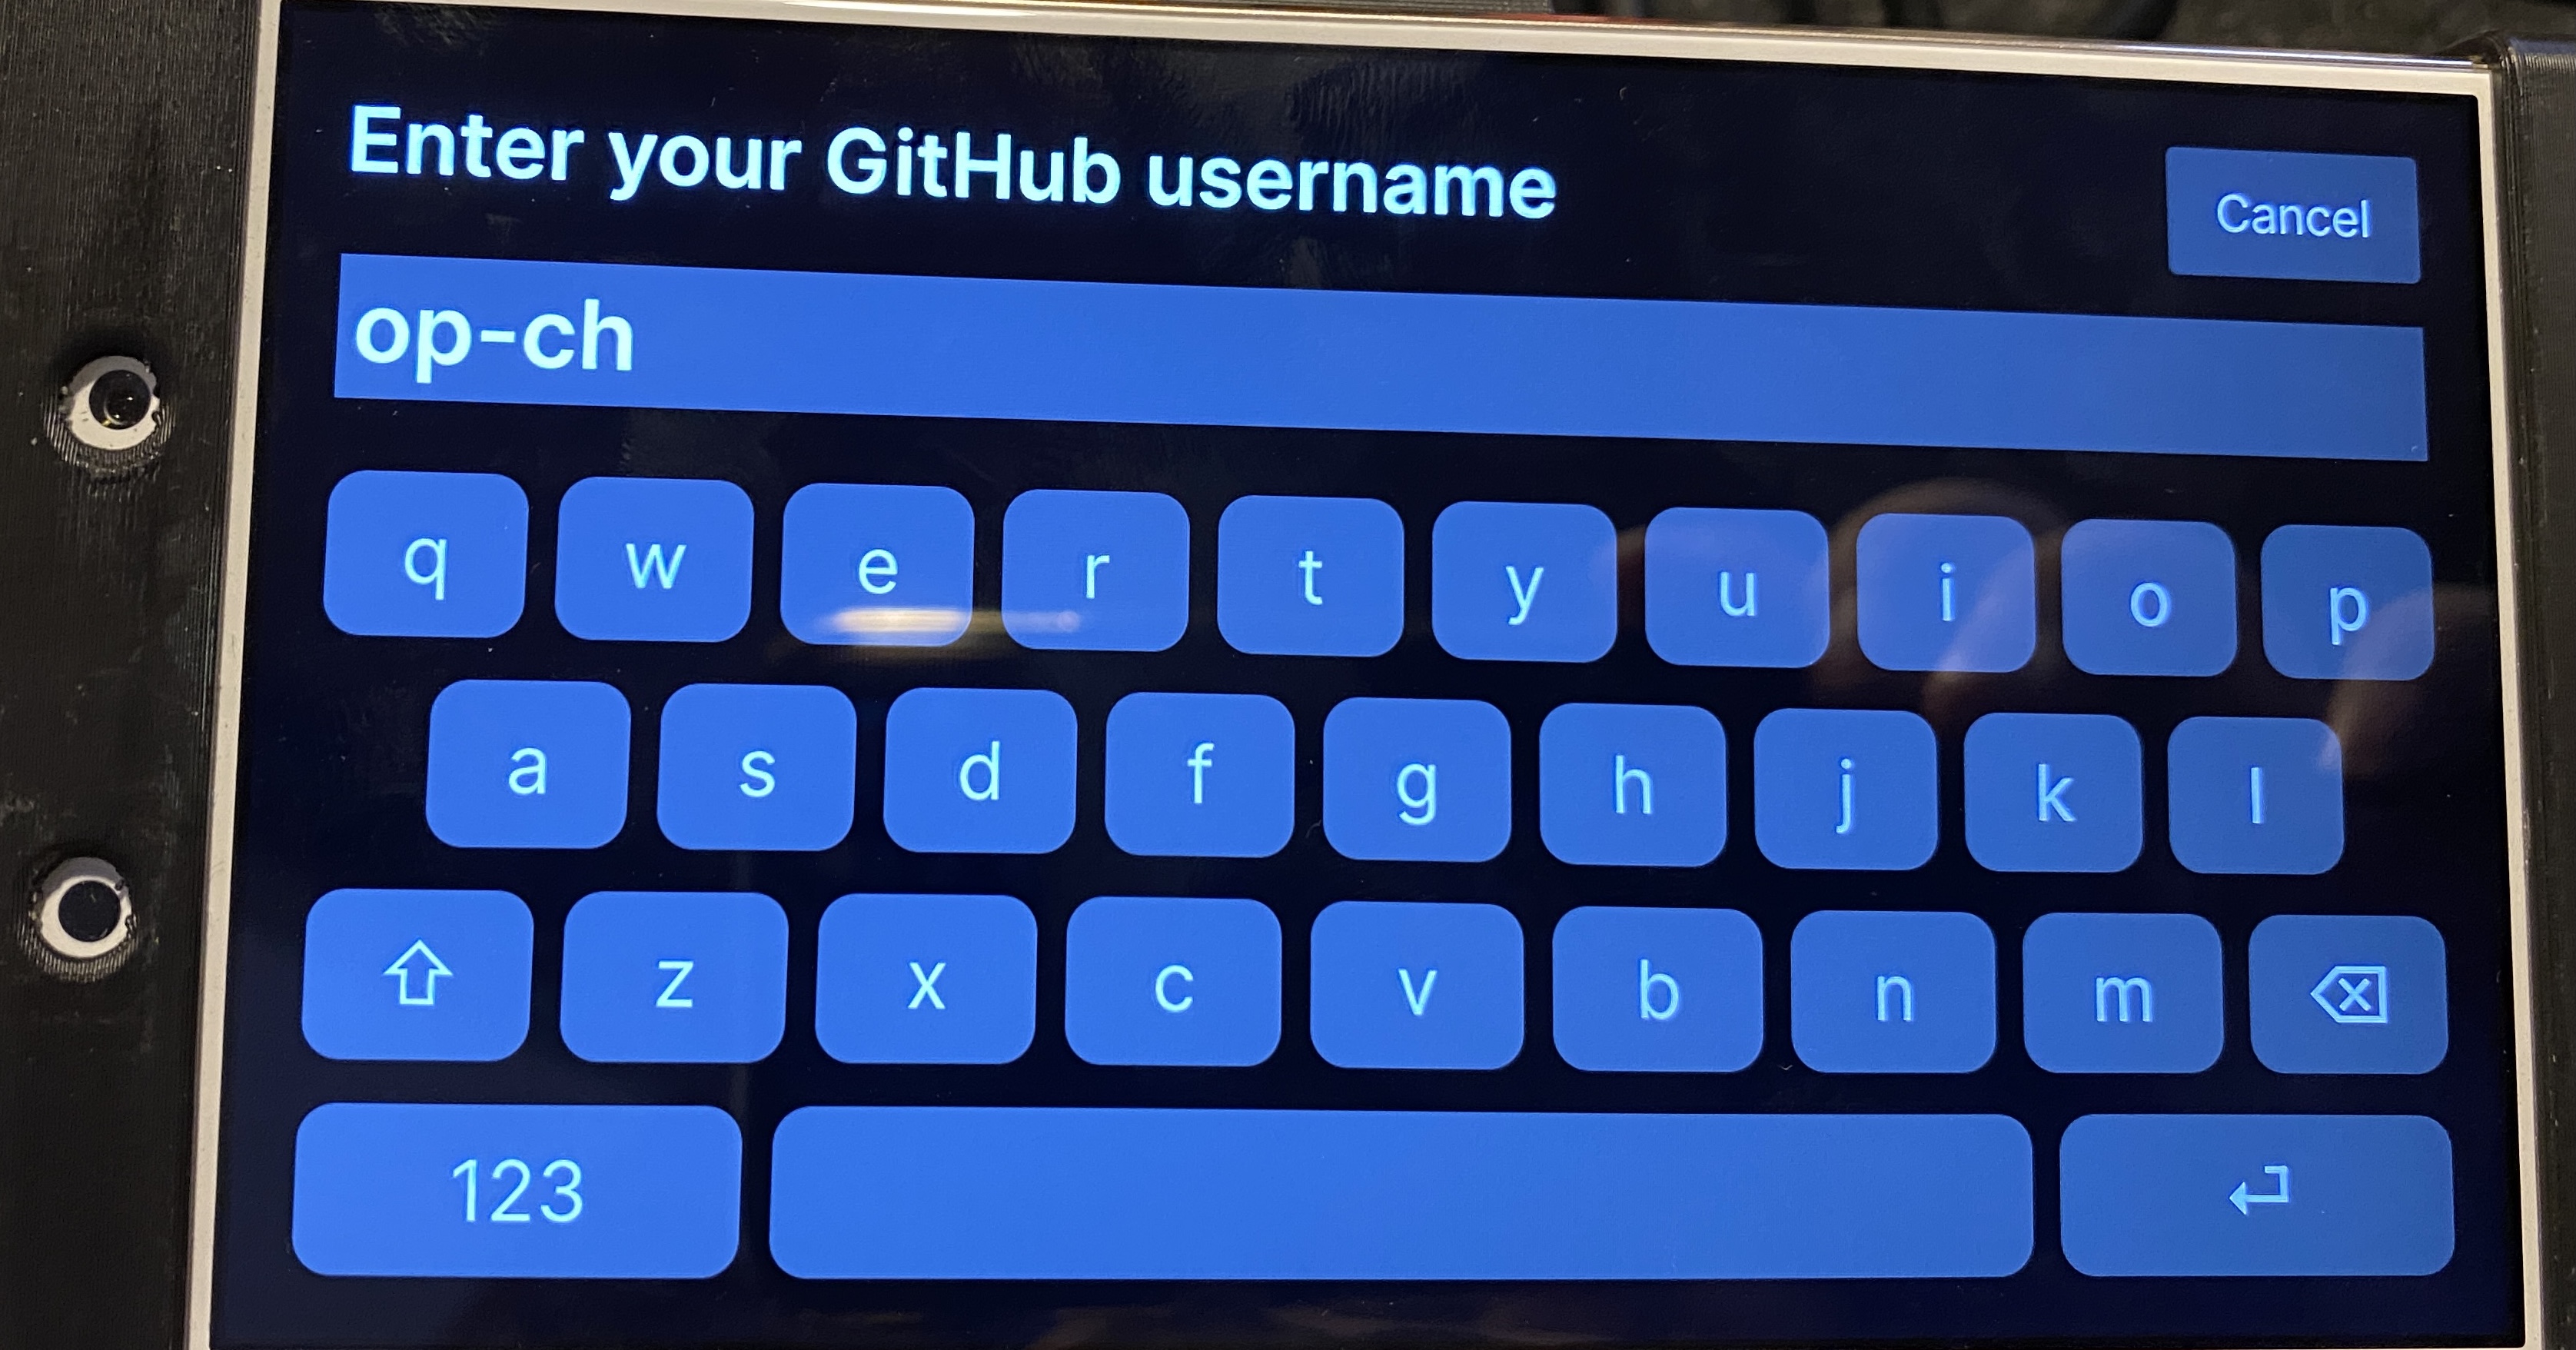 Enter your GitHub username
Cancel
op-ch
q w e r t y u i o p
a s d f g h j k l
z x c v b n m
123